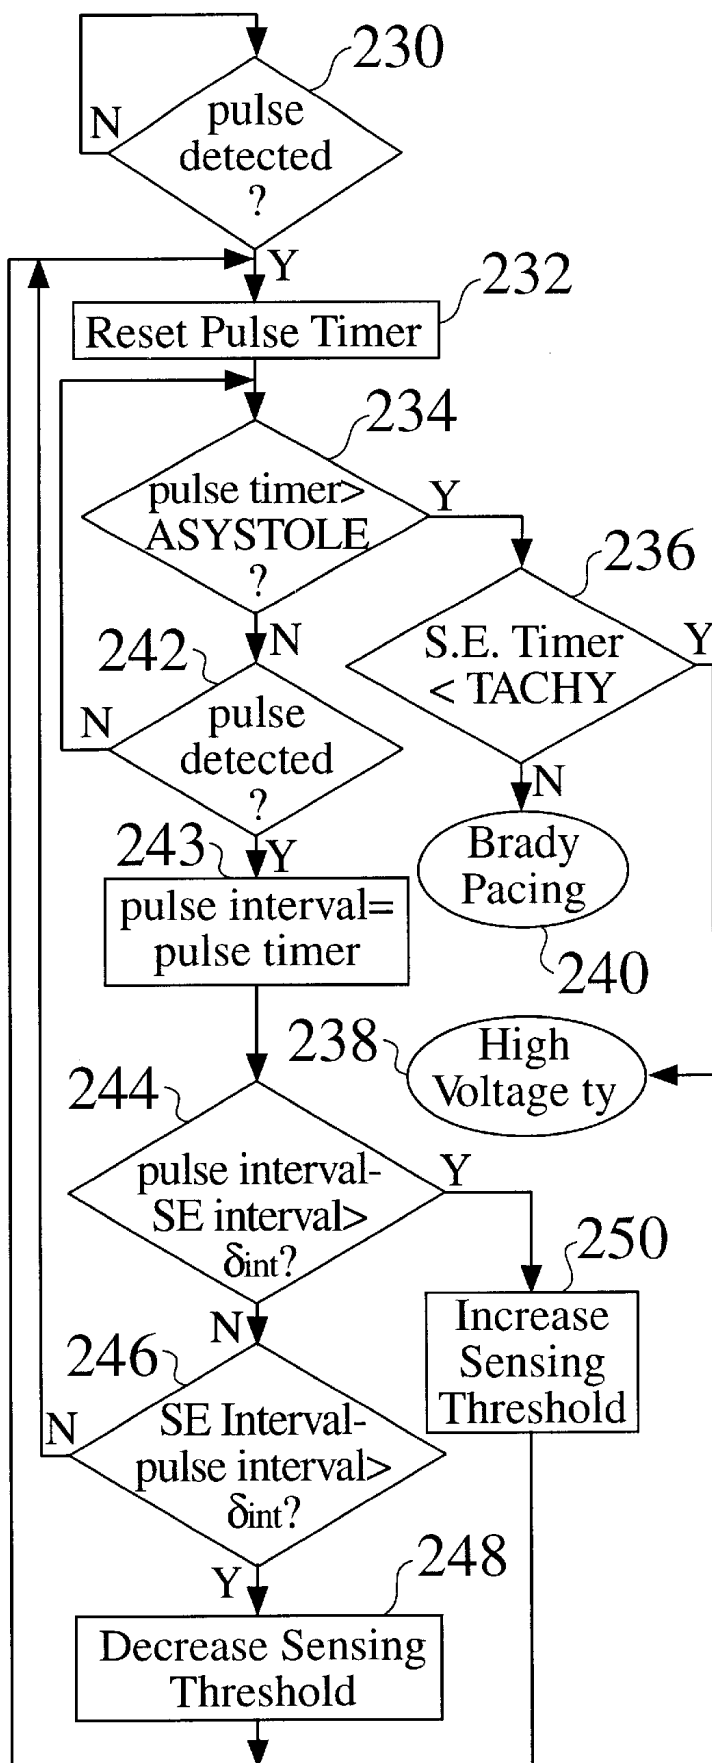 230
pulse
detected
?
N
Y
232
Reset Pulse Timer
234
pulse timer>
ASYSTOLE
?
Y
N
236
S.E. Timer
< TACHY
Y
N
242
pulse
detected
?
N
Y
Brady
Pacing
240
243
pulse interval=
pulse timer
238
High
Voltage ty
244
pulse interval-
SE interval>
δint?
Y
N
250
Increase
Sensing
Threshold
246
SE Interval-
pulse interval>
δint?
N
Y
248
Decrease Sensing
Threshold